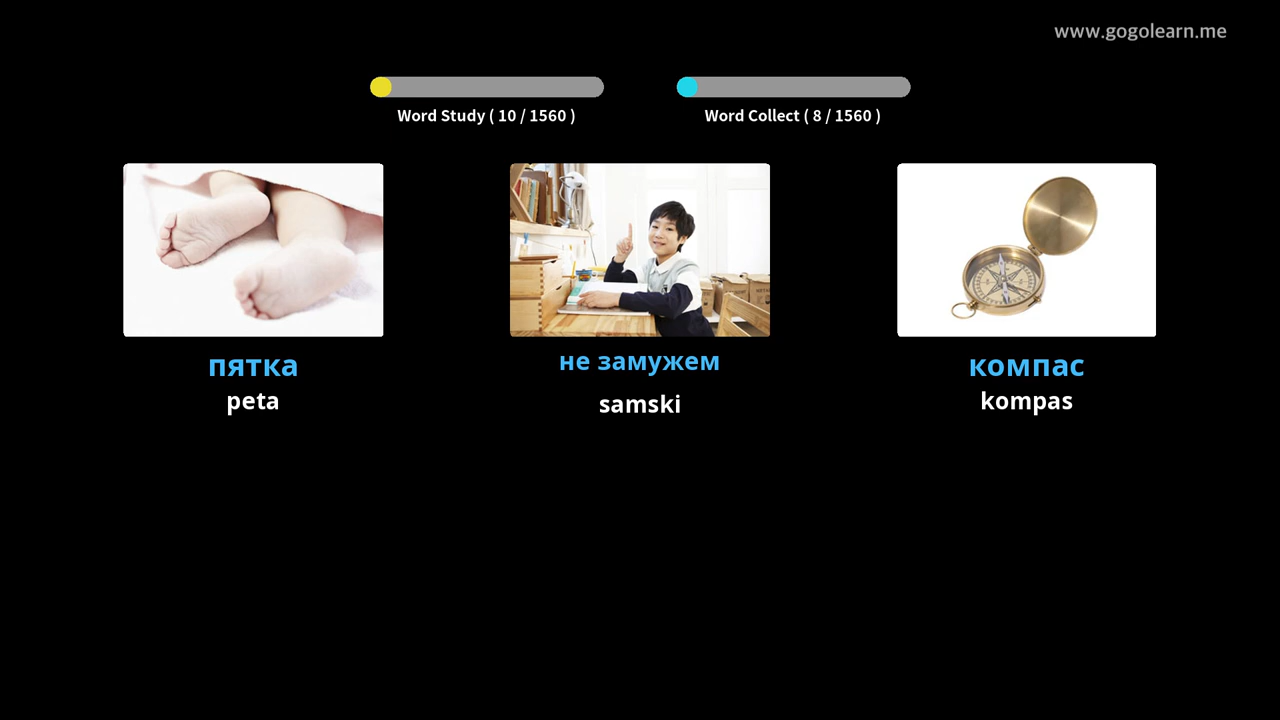 www.gogolearn.me
Word Study ( 10 / 1560 )
Word Collect ( 8 / 1560 )
пятка
peta
не замужем
samski
компас
kompas